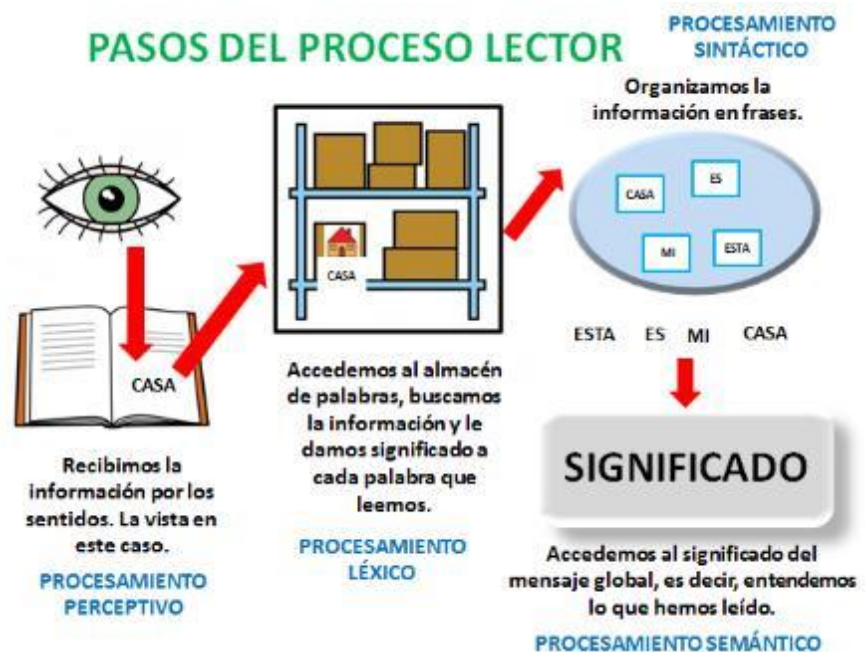 PASOS DEL PROCESO LECTOR
CASA
Recibimos la
información por los
sentidos. La vista en
este caso.
PROCESAMIENTO
PERCEPTIVO
CASA
Accedemos al almacén
de palabras, buscamos
la información y le
damos significado a
cada palabra que
leemos.
PROCESAMIENTO
LÉXICO
PROCESAMIENTO
SINTÁCTICO
Organizamos la
información en frases.
CASA
ES
MI
ESTA
ESTA ES MI CASA
SIGNIFICADO
Accedemos al significado del
mensaje global, es decir, entendemos
lo que hemos leído.
PROCESAMIENTO SEMÁNTICO